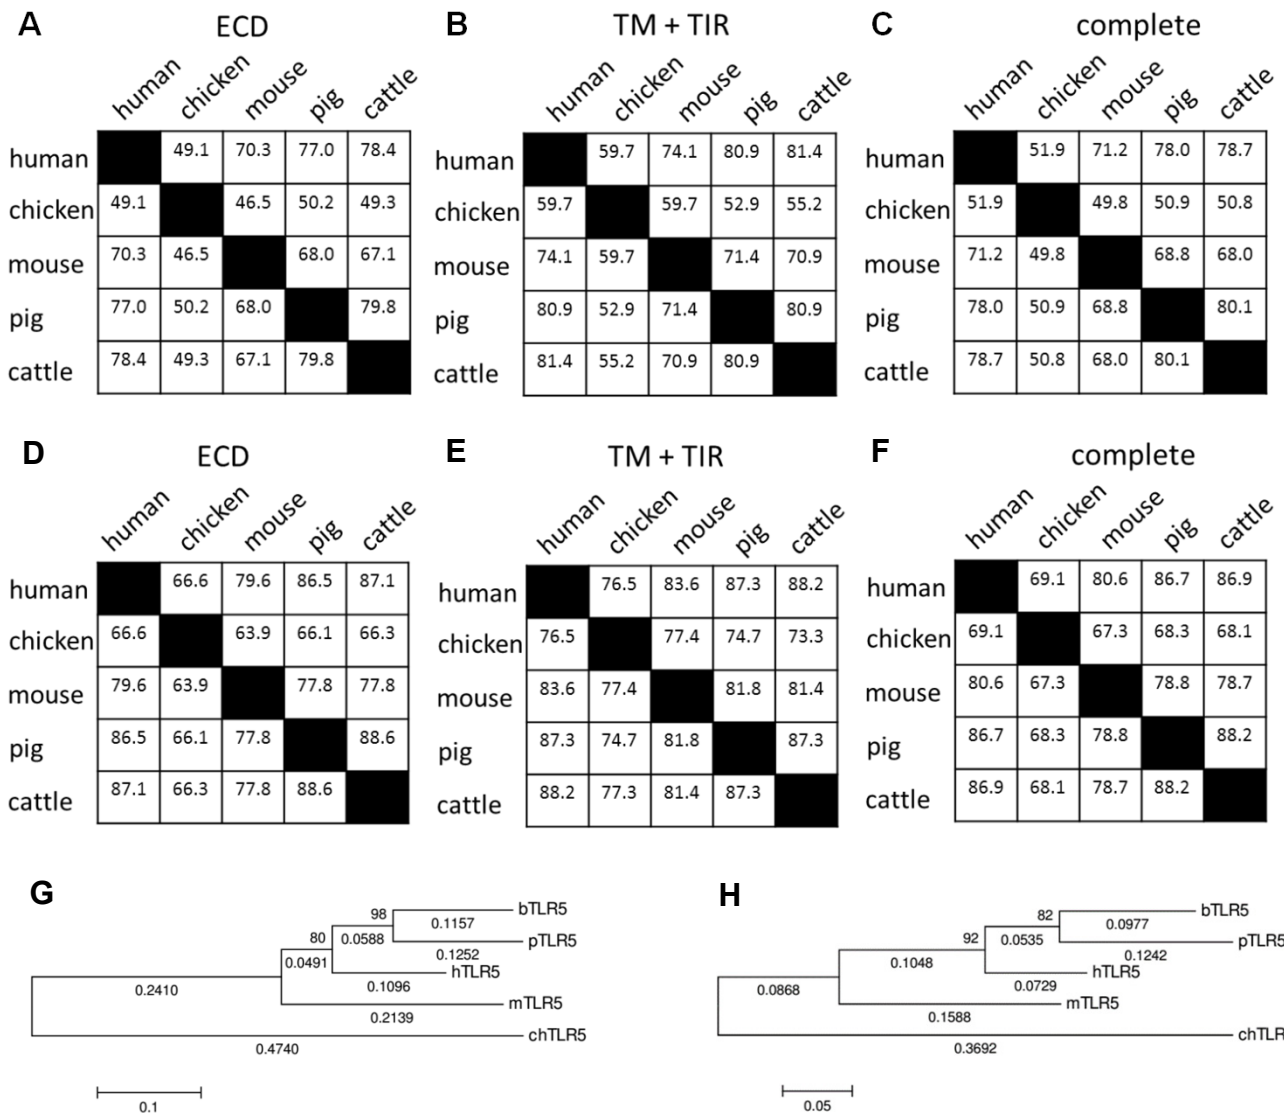 A ECD B TM + TIR C complete
human chicken mouse pig cattle human chicken mouse pig cattle human chicken mouse pig cattle
human 49.1 70.3 77.0 78.4 human 59.7 74.1 80.9 81.4 human 51.9 71.2 78.0 78.7
chicken 49.1 46.5 50.2 49.3 chicken 59.7 59.7 52.9 55.2 chicken 51.9 49.8 50.9 50.8
mouse 70.3 46.5 68.0 67.1 mouse 74.1 59.7 71.4 70.9 mouse 71.2 49.8 68.8 68.0
pig 77.0 50.2 68.0 79.8 pig 80.9 52.9 71.4 80.9 pig 78.0 50.9 68.8 80.1
cattle 78.4 49.3 67.1 79.8 cattle 81.4 55.2 70.9 80.9 cattle 78.7 50.8 68.0 80.1
D ECD E TM + TIR F complete
human chicken mouse pig cattle human chicken mouse pig cattle human chicken mouse pig cattle
human 66.6 79.6 86.5 87.1 human 76.5 83.6 87.3 88.2 human 69.1 80.6 86.7 86.9
chicken 66.6 63.9 66.1 66.3 chicken 76.5 77.4 74.7 73.3 chicken 69.1 67.3 68.3 68.1
mouse 79.6 63.9 77.8 77.8 mouse 83.6 77.4 81.8 81.4 mouse 80.6 67.3 78.8 78.7
pig 86.5 66.1 77.8 88.6 pig 87.3 74.7 81.8 87.3 pig 86.7 68.3 78.8 88.2
cattle 87.1 66.3 77.8 88.6 cattle 88.2 77.3 81.4 87.3 cattle 86.9 68.1 78.7 88.2
G H
98 bTLR5 82 bTLR5
0.1157 0.0977
80 0.0588 pTLR5 92 0.0535 pTLR5
0.1252 0.1242
0.0491 hTLR5 0.1048 hTLR5
0.2410 0.1096 0.0868 0.0729
mTLR5 mTLR5
0.2139 0.1588
chTLR5 chTLR
0.4740 0.3692
0.1 0.05